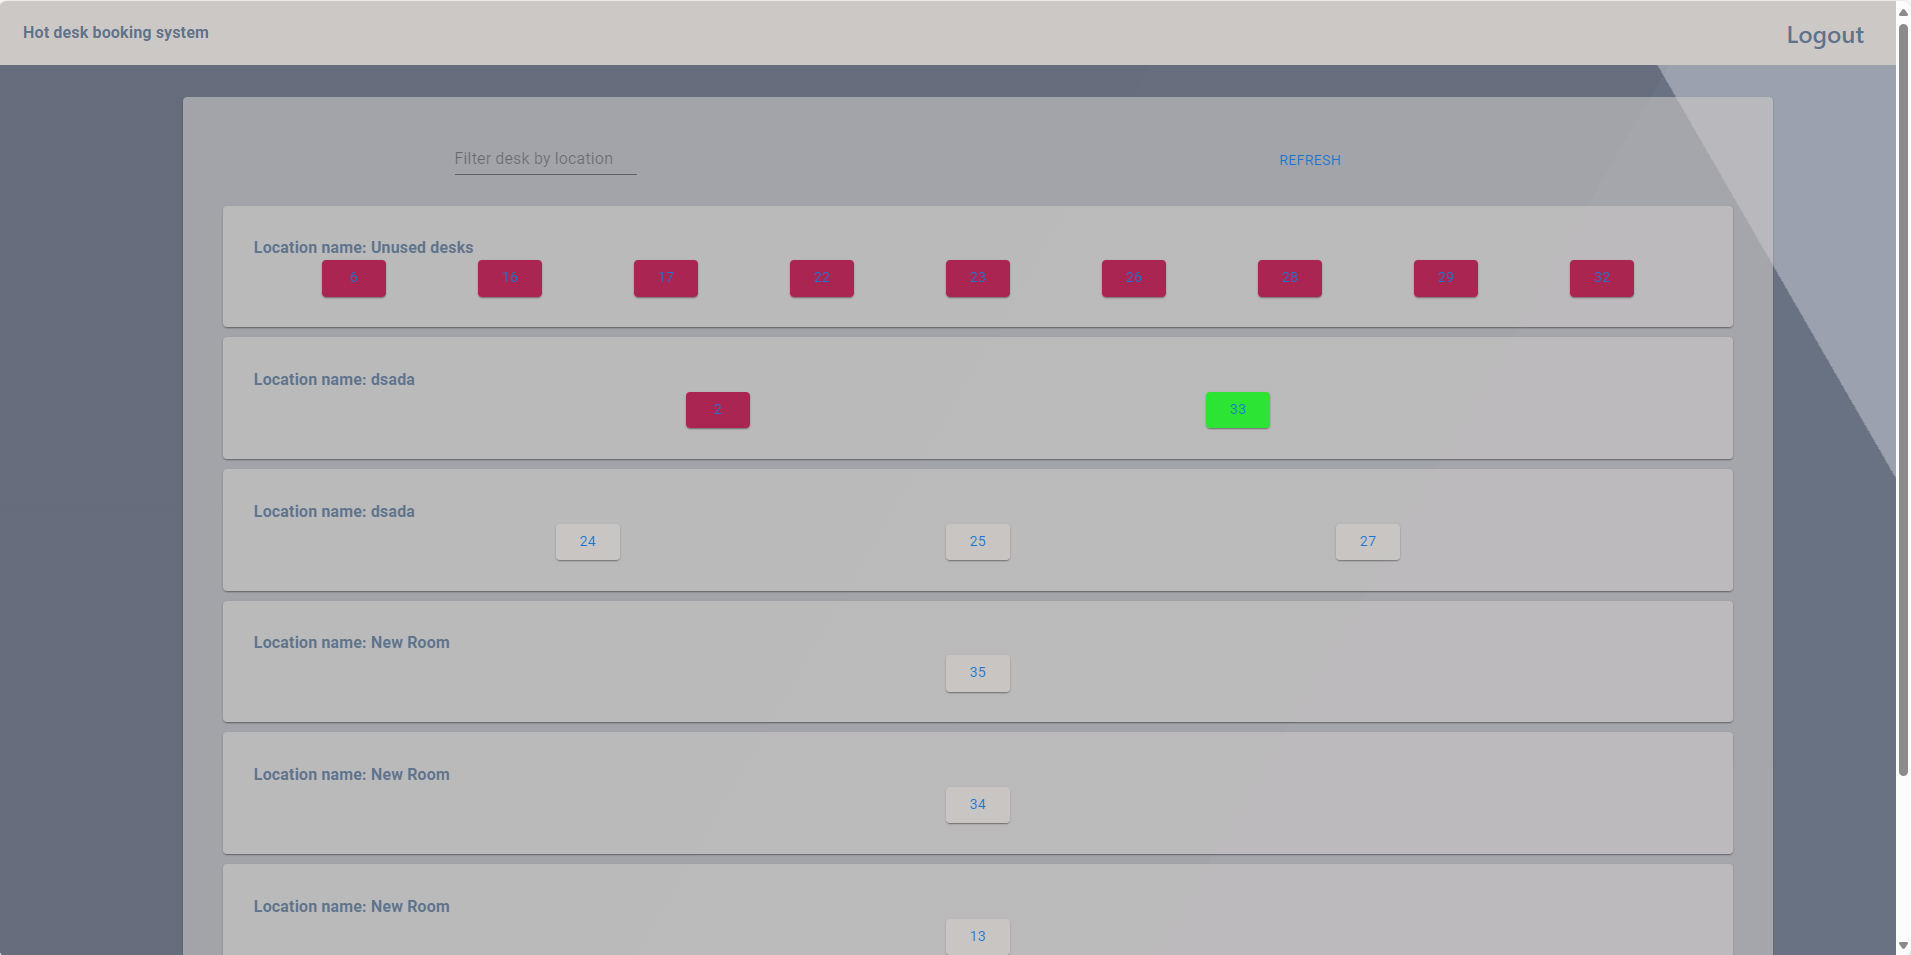 Hot desk booking system
Logout
Filter desk by location
REFRESH
Location name: Unused desks
6 16 17 22 23 26 28 29 32
Location name: dsada
2 33
Location name: dsada
24 25 27
Location name: New Room
35
Location name: New Room
34
Location name: New Room
13